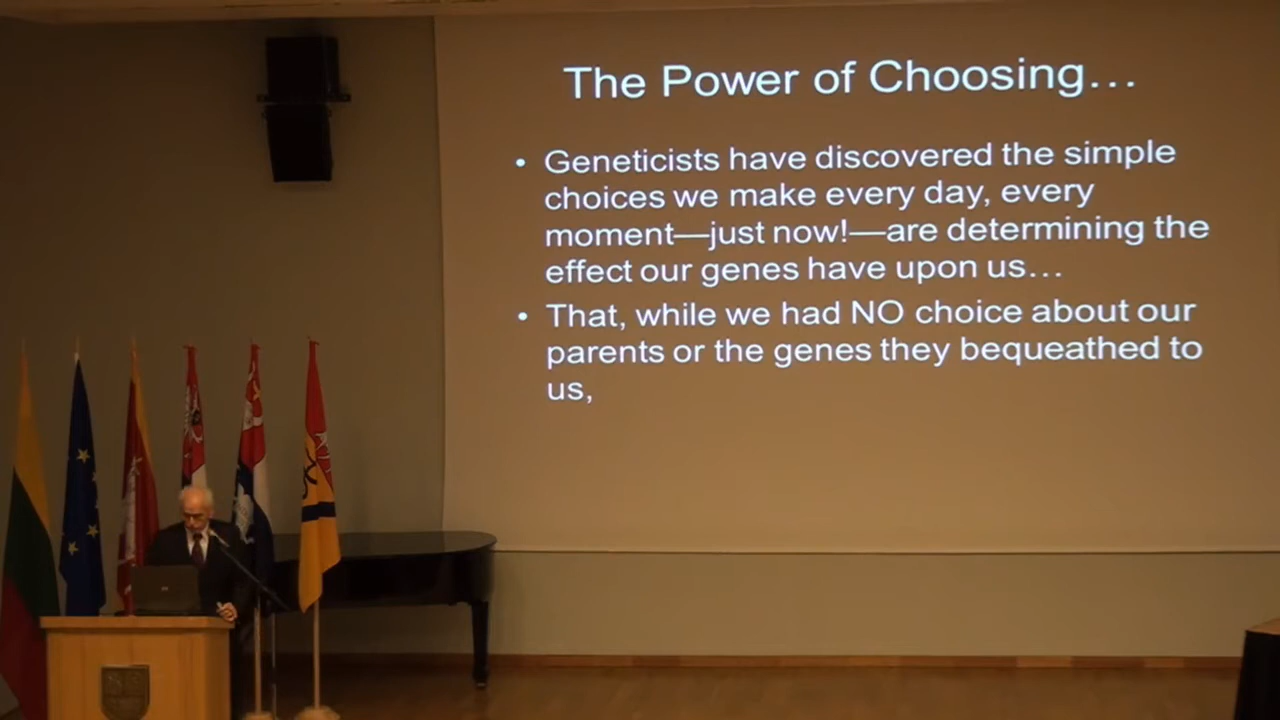 The Power of Choosing…
• Geneticists have discovered the simple
choices we make every day, every
moment—just now!—are determining the
effect our genes have upon us…
• That, while we had NO choice about our
parents or the genes they bequeathed to
us,